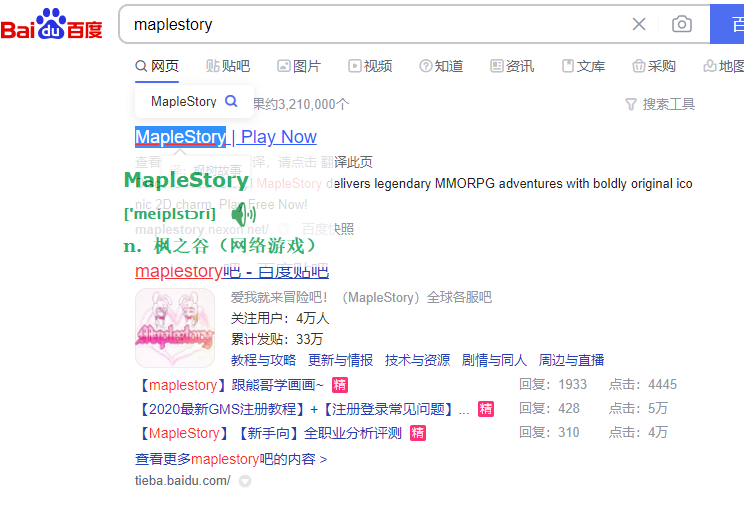 Bai du 百度
maplestory
百
网页 贴吧 图片 视频 知道 资讯 文库 采购 地图
MapleStory
果约3,210,000个
搜索工具
MapleStory | Play Now
查看
枫树故事
译，请点击 翻译此页
MapleStory delivers legendary MMORPG adventures with boldly original ico
nic 2D charm. Play Free Now!
MapleStory
['meiplstɔri]
maplestory.nexon.net/ 百度快照
n. 枫之谷（网络游戏）
maplestory吧 - 百度贴吧
爱我就来冒险吧！（MapleStory）全球各服吧
关注用户：4万人
累计发贴：33万
教程与攻略 更新与情报 技术与资源 剧情与同人 周边与直播
【maplestory】跟熊哥学画画~ 精 回复：1933 点击：4445
【2020最新GMS注册教程】+【注册登录常见问题】... 精 回复：428 点击：5万
【MapleStory】【新手向】全职业分析评测 精 回复：310 点击：4万
查看更多maplestory吧的内容 >
tieba.baidu.com/